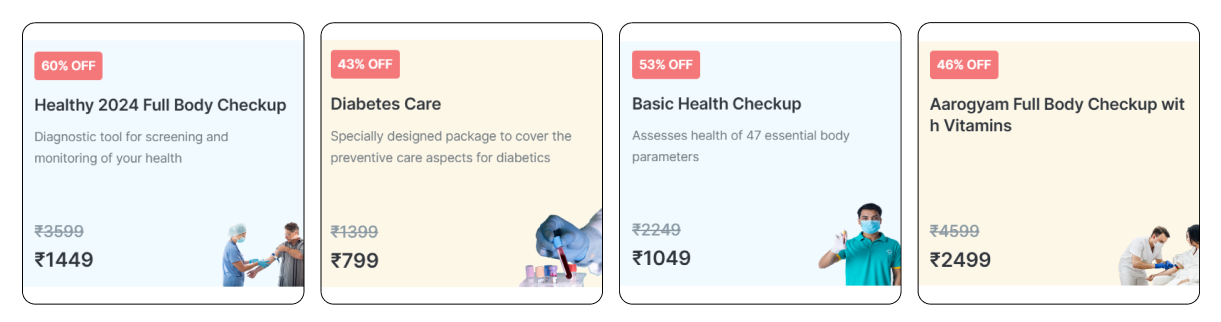 60% OFF
Healthy 2024 Full Body Checkup
Diagnostic tool for screening and
monitoring of your health
₹3599
₹1449
43% OFF
Diabetes Care
Specially designed package to cover the
preventive care aspects for diabetics
₹1399
₹799
53% OFF
Basic Health Checkup
Assesses health of 47 essential body
parameters
₹2249
₹1049
46% OFF
Aarogyam Full Body Checkup wit
h Vitamins
₹4599
₹2499